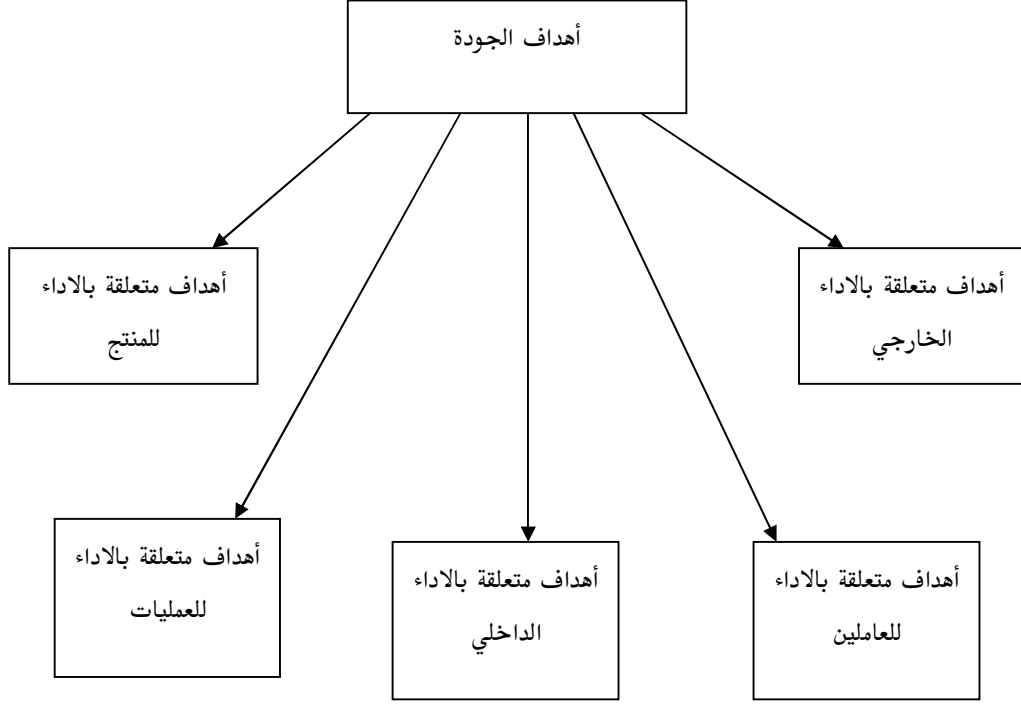 أهداف الجودة
أهداف متعلقة بالاداء
الخارجي
أهداف متعلقة بالاداء
للمنتج
أهداف متعلقة بالاداء
للعاملين
أهداف متعلقة بالاداء
الداخلي
أهداف متعلقة بالاداء
للعمليات